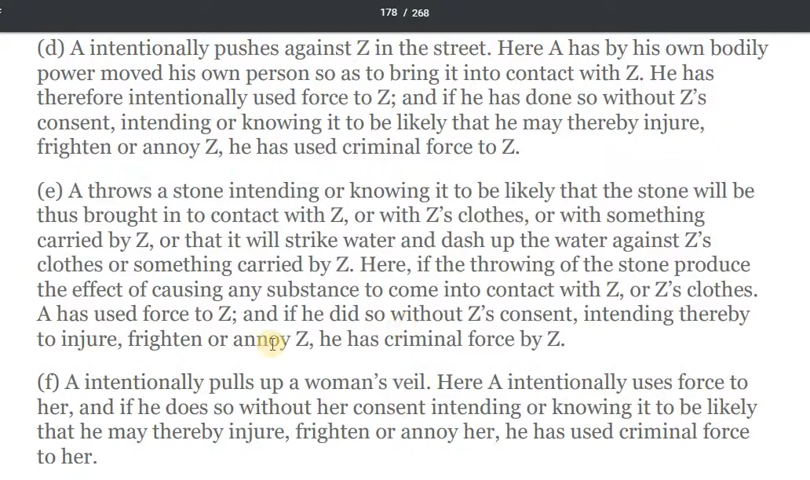 178 / 268
(d) A intentionally pushes against Z in the street. Here A has by his own bodily
power moved his own person so as to bring it into contact with Z. He has
therefore intentionally used force to Z; and if he has done so without Z’s
consent, intending or knowing it to be likely that he may thereby injure,
frighten or annoy Z, he has used criminal force to Z.
(e) A throws a stone intending or knowing it to be likely that the stone will be
thus brought in to contact with Z, or with Z’s clothes, or with something
carried by Z, or that it will strike water and dash up the water against Z’s
clothes or something carried by Z. Here, if the throwing of the stone produce
the effect of causing any substance to come into contact with Z, or Z’s clothes.
A has used force to Z; and if he did so without Z’s consent, intending thereby
to injure, frighten or annoy Z, he has criminal force by Z.
(f) A intentionally pulls up a woman’s veil. Here A intentionally uses force to
her, and if he does so without her consent intending or knowing it to be likely
that he may thereby injure, frighten or annoy her, he has used criminal force
to her.